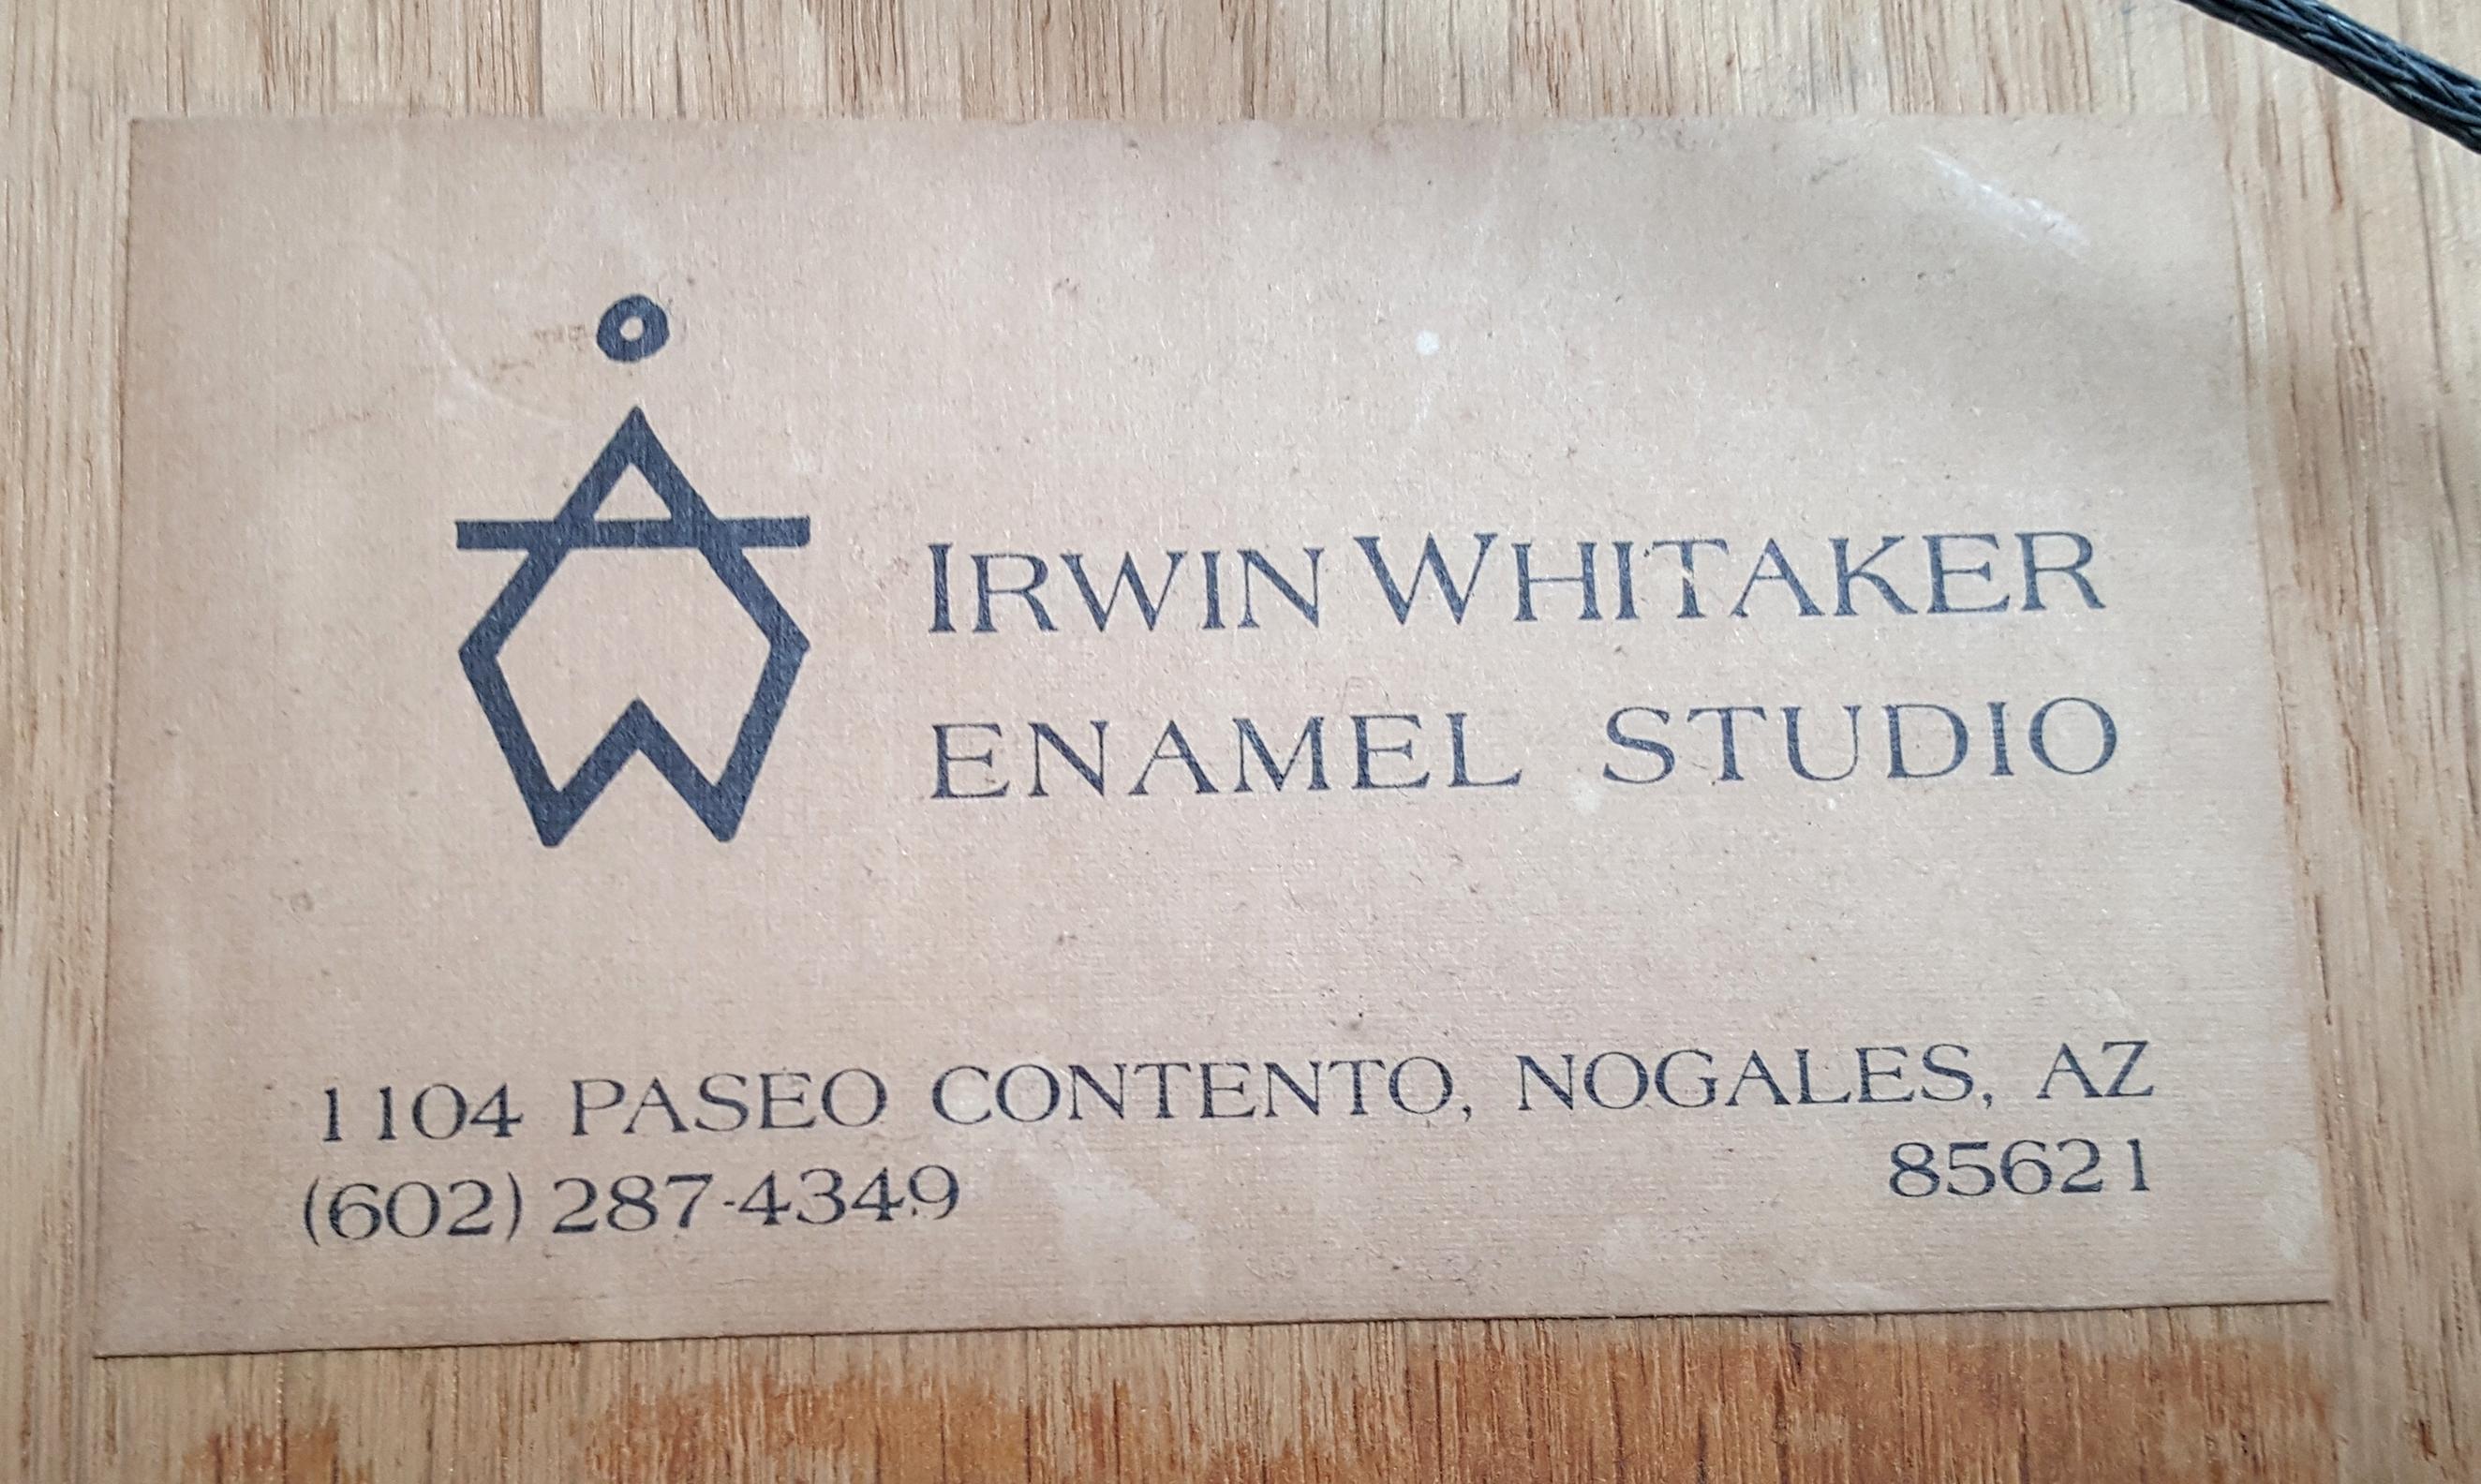 IRWIN WHITAKER
ENAMEL STUDIO
1104 PASEO CONTENTO, NOGALES, AZ
(602) 287-4349 85621